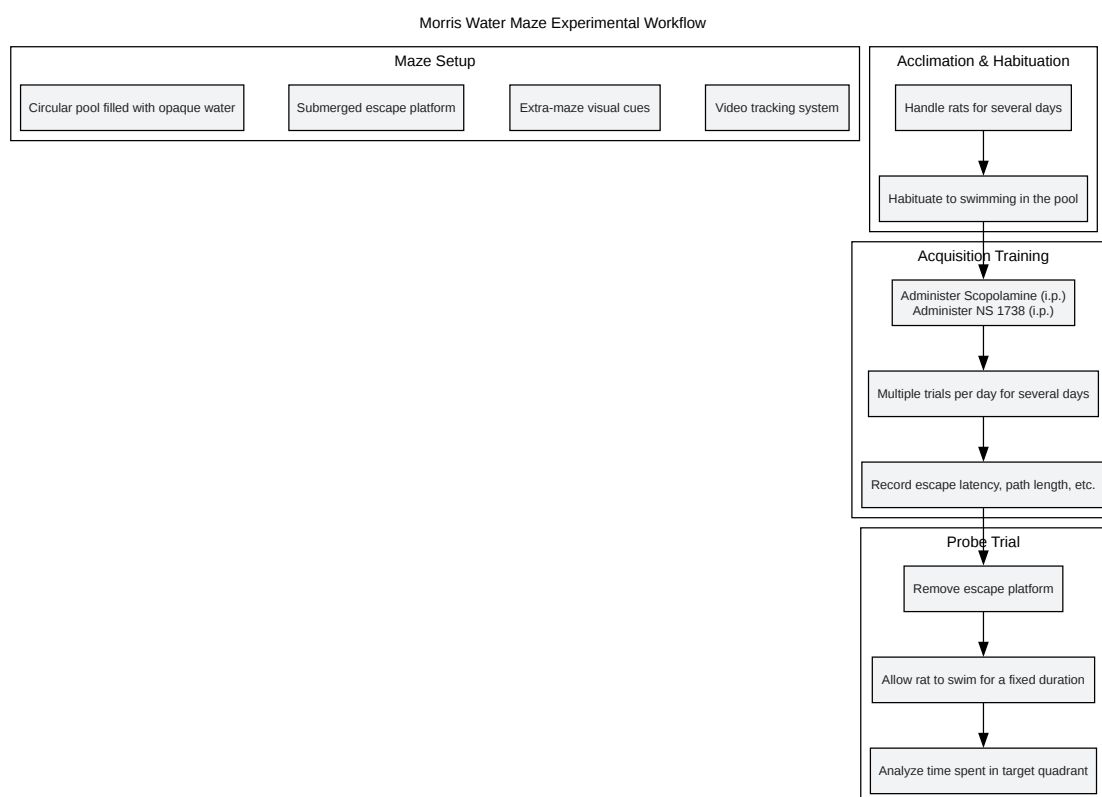 Morris Water Maze Experimental Workflow
Maze Setup
Circular pool filled with opaque water
Submerged escape platform
Extra-maze visual cues
Video tracking system
Acclimation & Habituation
Handle rats for several days
Habituate to swimming in the pool
Acquisition Training
Administer Scopolamine (i.p.)
Administer NS 1738 (i.p.)
Multiple trials per day for several days
Record escape latency, path length, etc.
Probe Trial
Remove escape platform
Allow rat to swim for a fixed duration
Analyze time spent in target quadrant